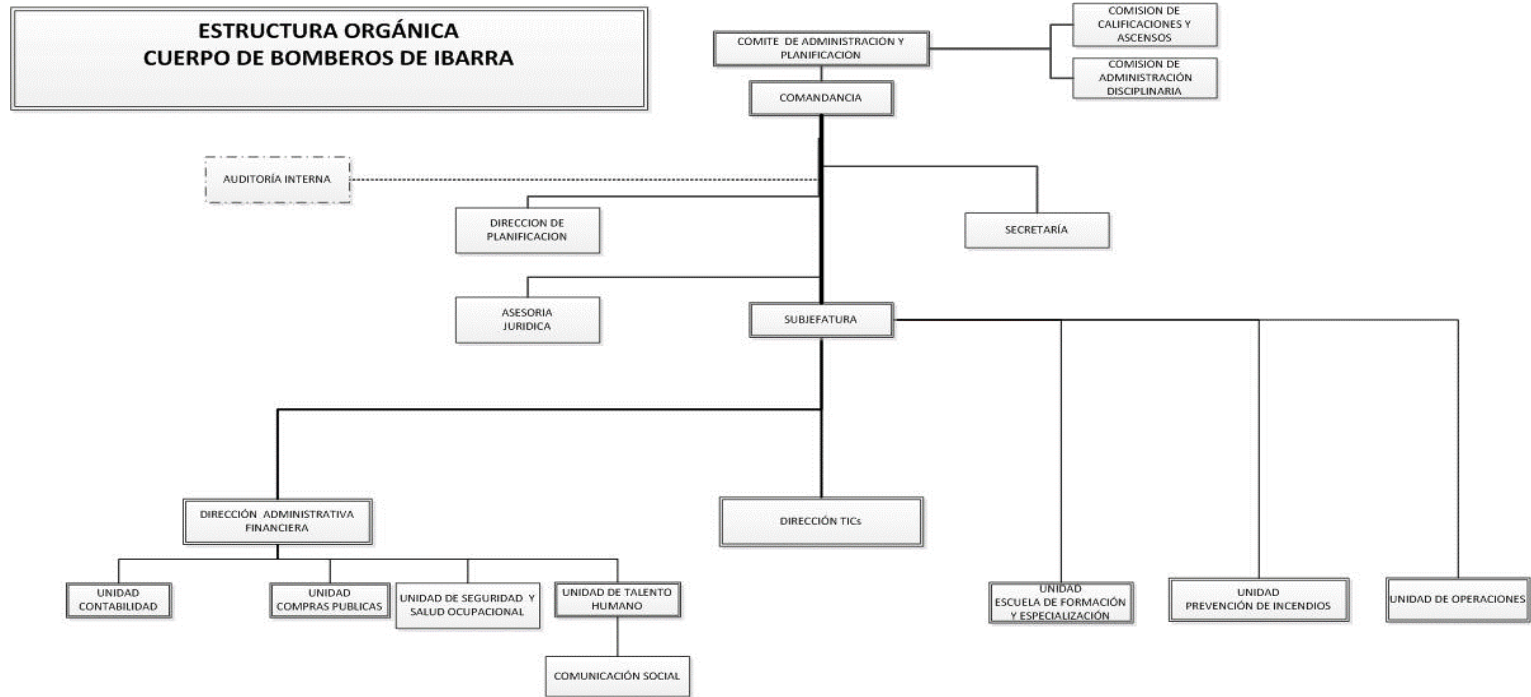 ESTRUCTURA ORGÁNICA
CUERPO DE BOMBEROS DE IBARRA
COMITE DE ADMINISTRACION Y
PLANIFICACION
COMISION DE
CALIFICACIONES Y
ASCENSOS
COMISION DE
ADMINISTRACIÓN
DISCIPLINARIA
COMANDANCIA
AUDITORÍA INTERNA
DIRECCION DE
PLANIFICACION
SECRETARÍA
ASESORIA
JURIDICA
SUBJEFATURA
DIRECCIÓN ADMINISTRATIVA
FINANCIERA
DIRECCIÓN TICs
UNIDAD
CONTABILIDAD
UNIDAD
COMPRAS PUBLICAS
UNIDAD DE SEGURIDAD Y
SALUD OCUPACIONAL
UNIDAD DE TALENTO
HUMANO
UNIDAD
ESCUELA DE FORMACIÓN
Y ESPECIALIZACIÓN
UNIDAD
PREVENCIÓN DE INCENDIOS
UNIDAD DE OPERACIONES
COMUNICACIÓN SOCIAL